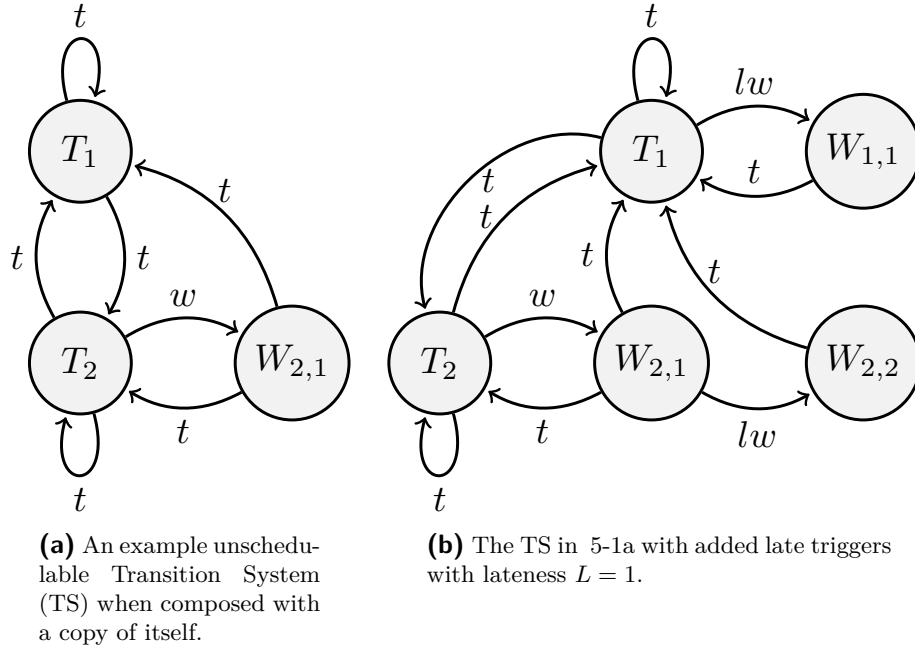 t
t
T₁
lw
W₁,₁
t
T₁
t
t
t
t
t
t
t
T₂
w
W₂,₁
T₂
w
W₂,₁
W₂,₂
t
t
lw
t
t
(a) An example unschedu-
lable Transition System
(TS) when composed with
a copy of itself.
(b) The TS in 5-1a with added late triggers
with lateness L = 1.